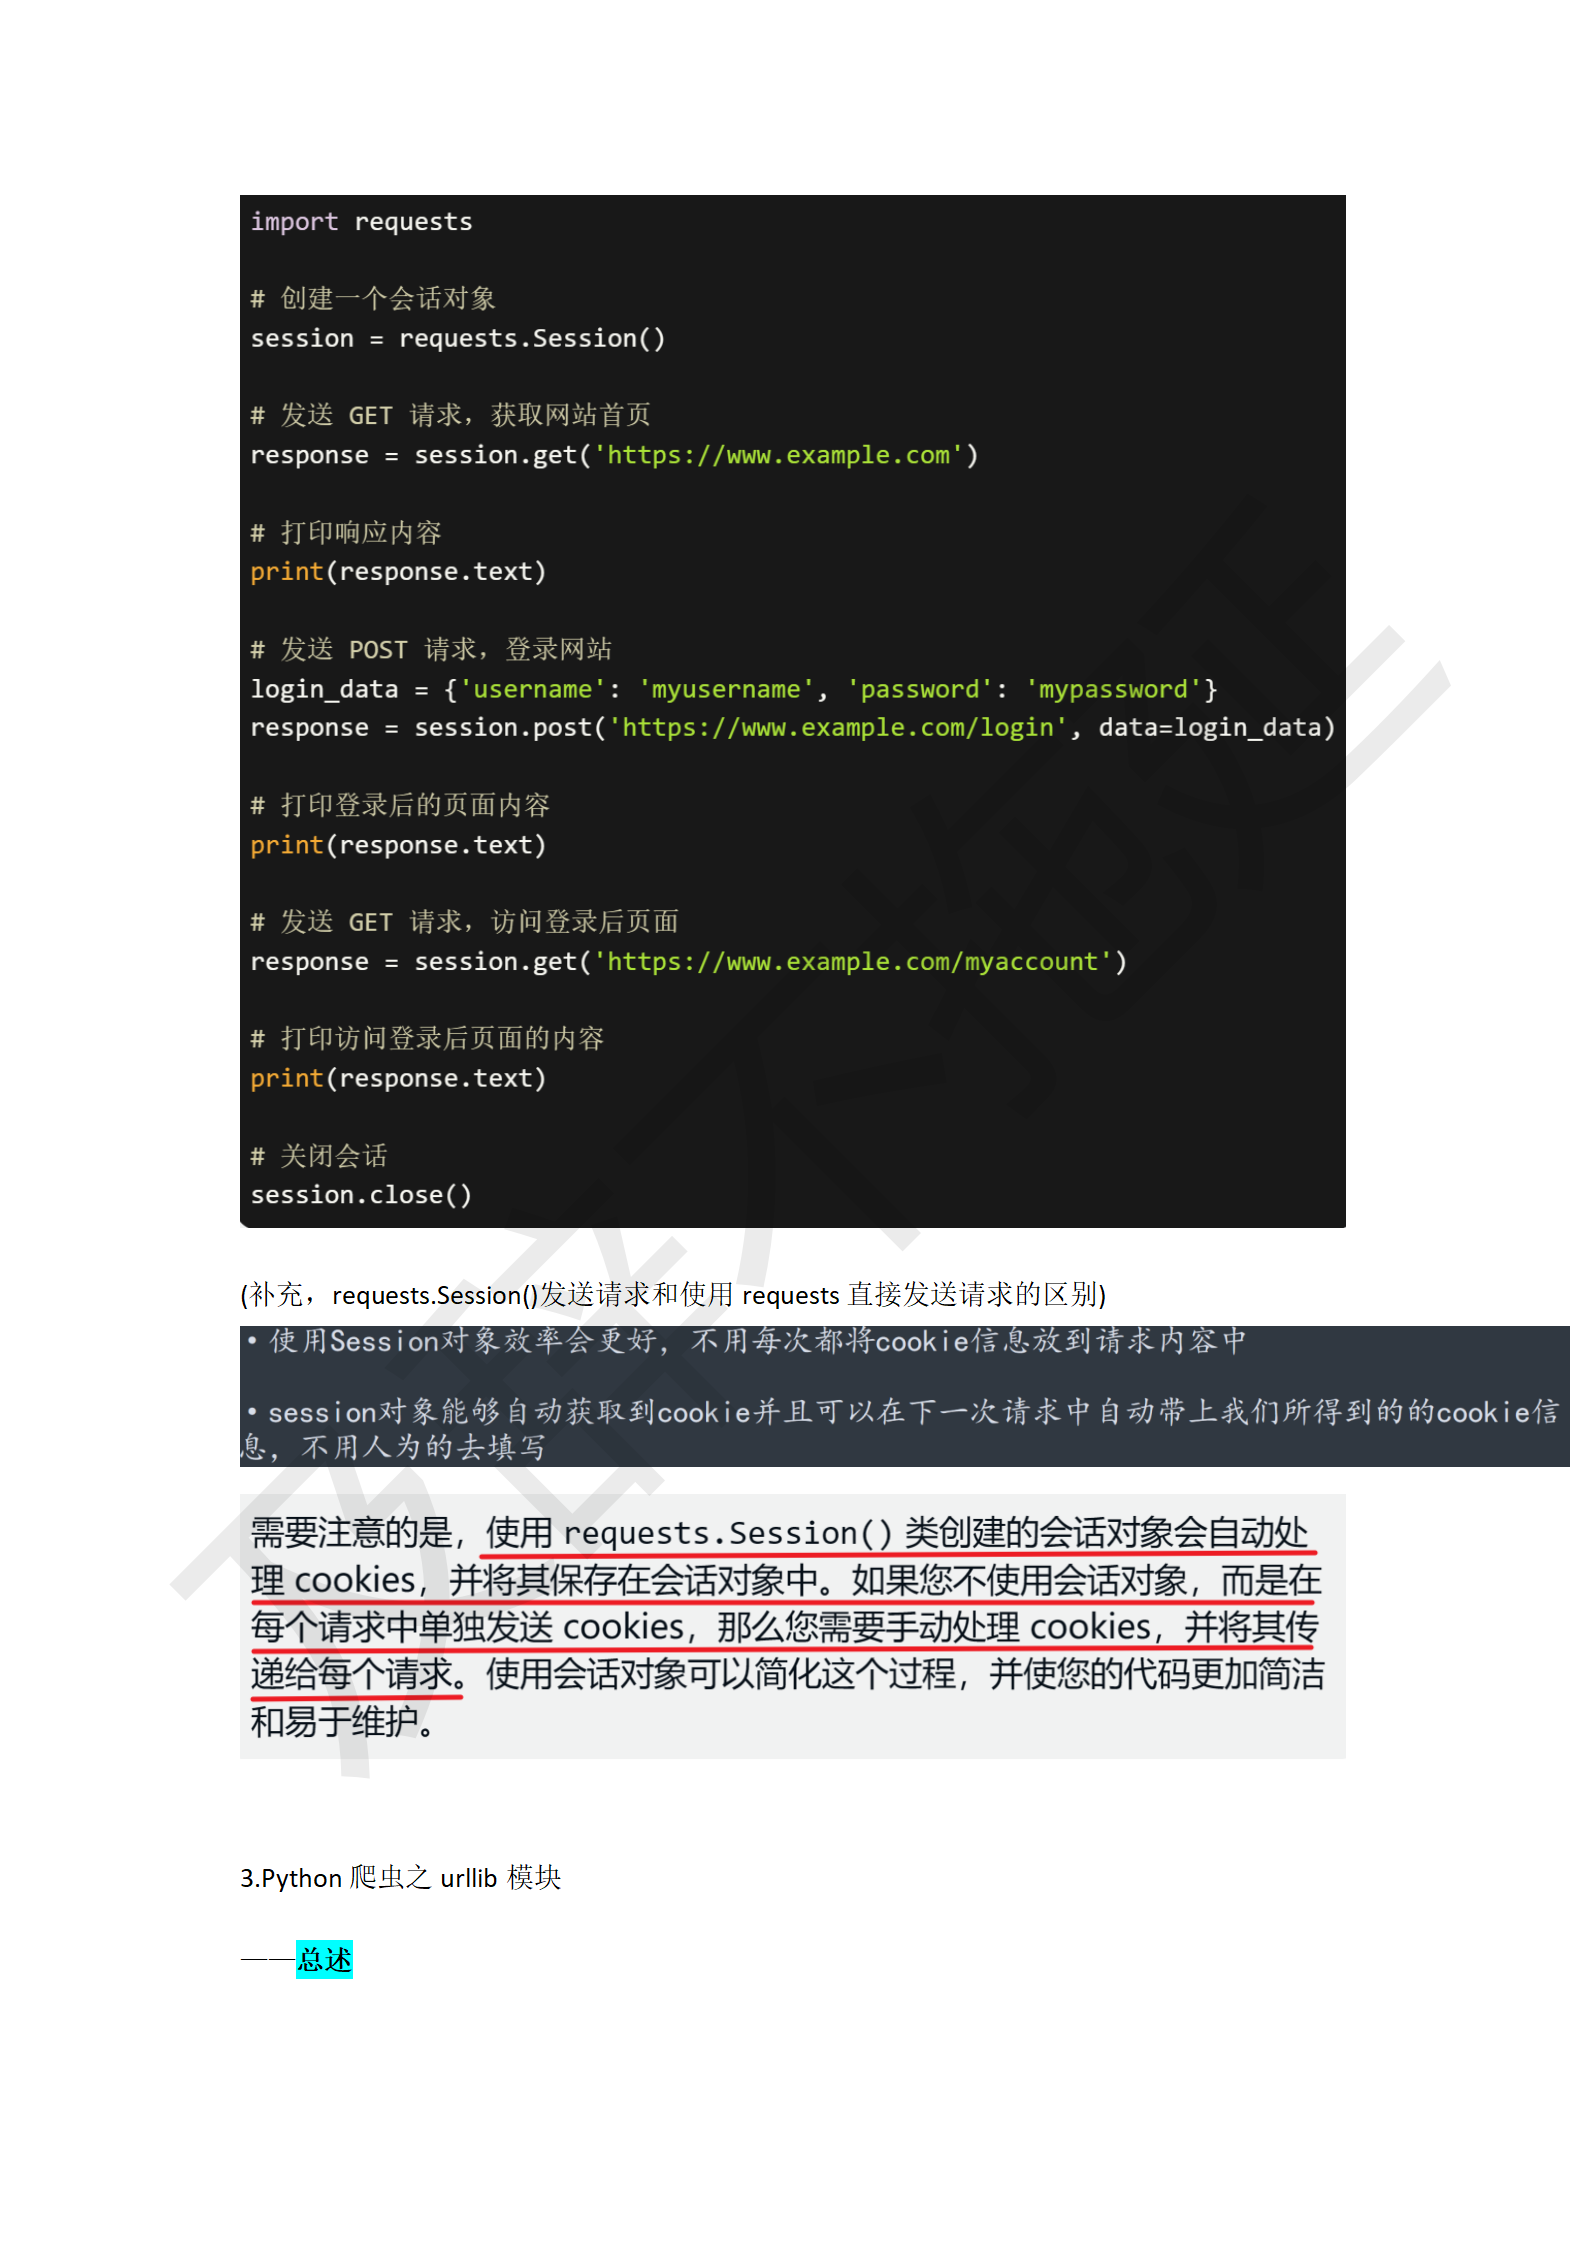 import requests
# 创建一个会话对象
session = requests.Session()
# 发送 GET 请求，获取网站首页
response = session.get('https://www.example.com')
# 打印响应内容
print(response.text)
# 发送 POST 请求，登录网站
login_data = {'username': 'myusername', 'password': 'mypassword'}
response = session.post('https://www.example.com/login', data=login_data)
# 打印登录后的页面内容
print(response.text)
# 发送 GET 请求，访问登录后页面
response = session.get('https://www.example.com/myaccount')
# 打印访问登录后页面的内容
print(response.text)
# 关闭会话
session.close()
(补充，requests.Session()发送请求和使用 requests 直接发送请求的区别)
• 使用Session对象效率会更好，不用每次都将cookie信息放到请求内容中
• session对象能够自动获取到cookie并且可以在下一次请求中自动带上我们所得到的的cookie信
息，不用人为的去填写
需要注意的是，使用 requests.Session() 类创建的会话对象会自动处
理 cookies，并将其保存在会话对象中。如果您不使用会话对象，而是在
每个请求中单独发送 cookies，那么您需要手动处理 cookies，并将其传
递给每个请求。使用会话对象可以简化这个过程，并使您的代码更加简洁
和易于维护。
3.Python 爬虫之 urllib 模块
——总述